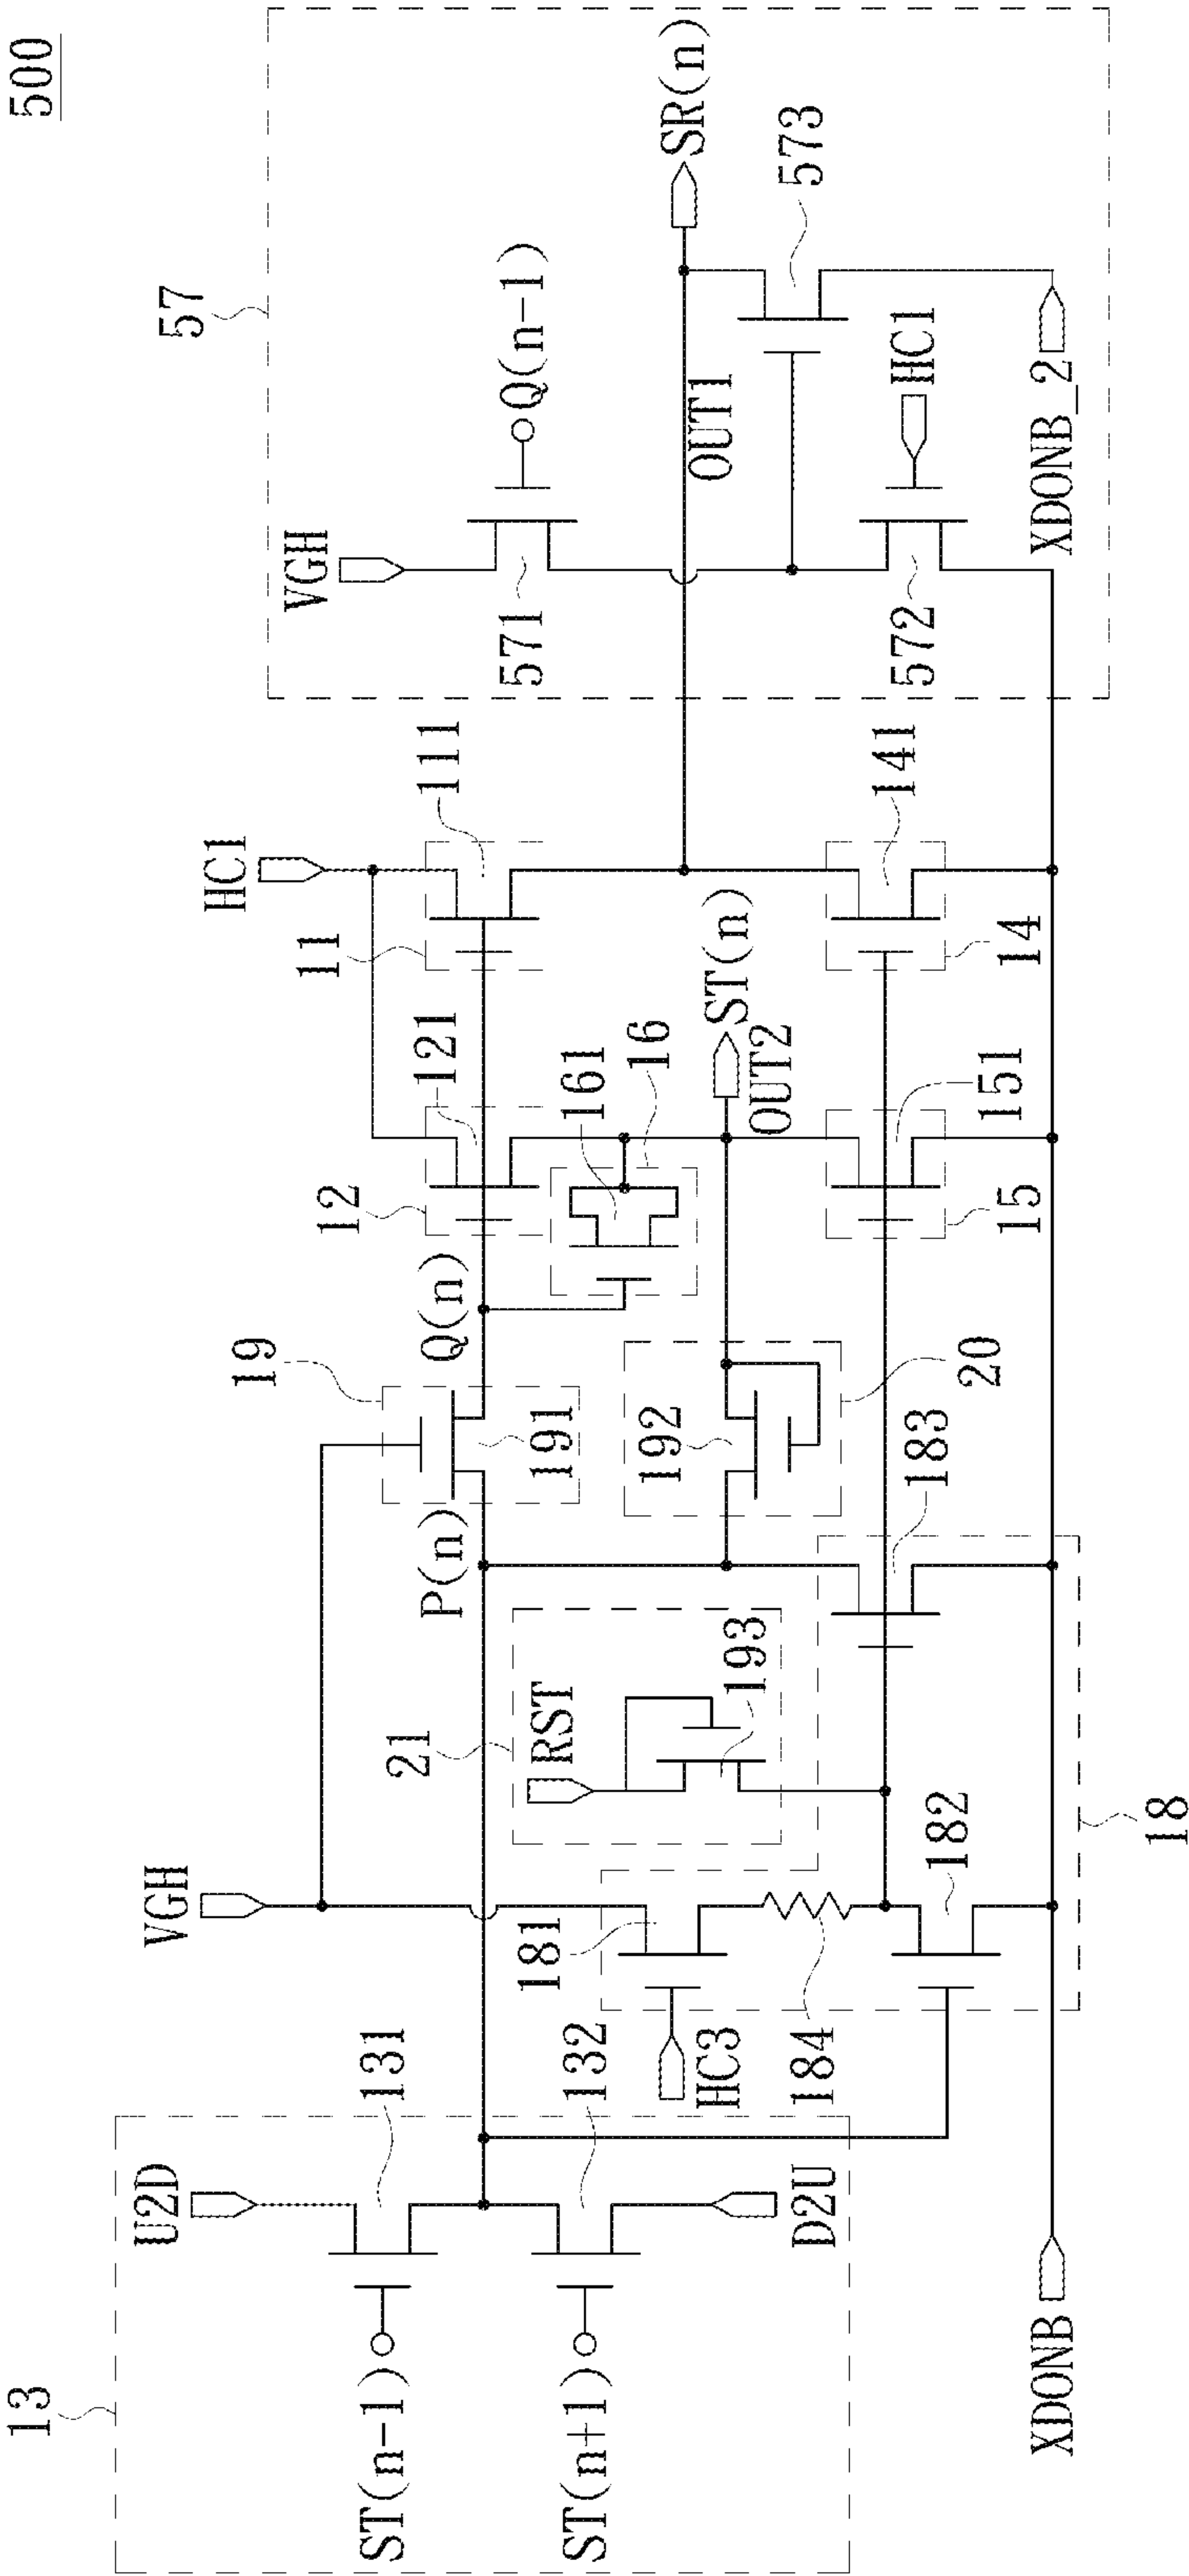 500
13
U2D
131
ST(n-1)
132
ST(n+1)
D2U
VGH
HC3
181
184
182
18
183
21
RST
193
P(n)
19
191
Q(n)
192
20
12
121
161
16
ST(n)
OUT2
15
151
HC1
11
111
14
141
57
VGH
571
Q(n-1)
OUT1
SR(n)
573
572
HC1
XDONB_2
XDONB